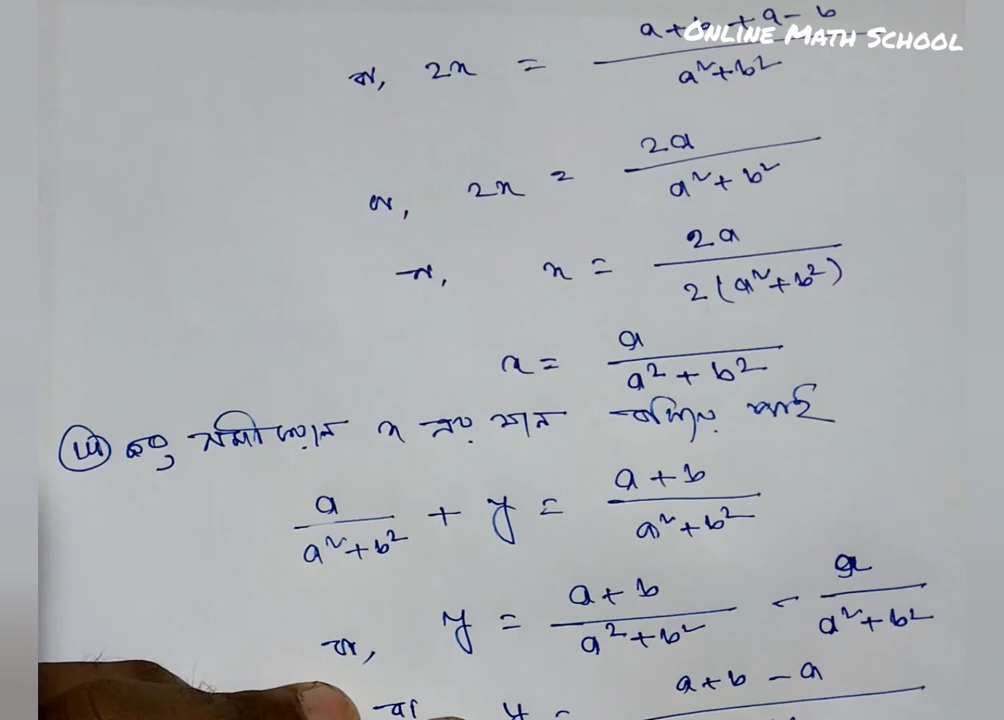 ONLINE MATH SCHOOL
বা, 2x = (a+b+a-b)/(a²+b²)
বা, 2x = 2a/(a²+b²)
বা, x = 2a/(2(a²+b²))
x = a/(a²+b²)
নং সমীকরণে x এর মান বসিয়ে পাই
a/(a²+b²) + y = (a+b)/(a²+b²)
বা, y = (a+b)/(a²+b²) - a/(a²+b²)
বা y = a+b-a